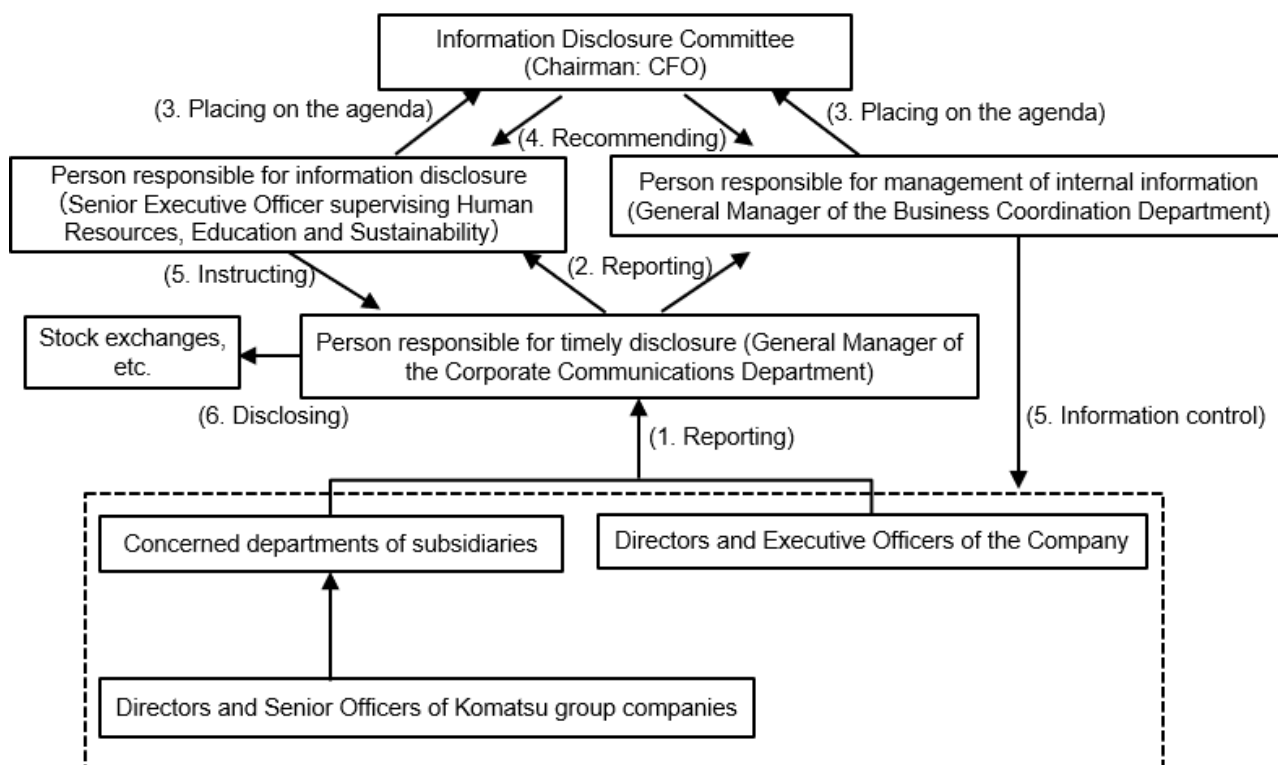 Information Disclosure Committee
(Chairman: CFO)
(3. Placing on the agenda)
(3. Placing on the agenda)
(4. Recommending)
Person responsible for information disclosure
（Senior Executive Officer supervising Human
Resources, Education and Sustainability）
Person responsible for management of internal information
(General Manager of the Business Coordination Department)
(5. Instructing)
(2. Reporting)
Stock exchanges,
etc.
Person responsible for timely disclosure (General Manager of
the Corporate Communications Department)
(6. Disclosing)
(1. Reporting)
(5. Information control)
Concerned departments of subsidiaries
Directors and Executive Officers of the Company
Directors and Senior Officers of Komatsu group companies